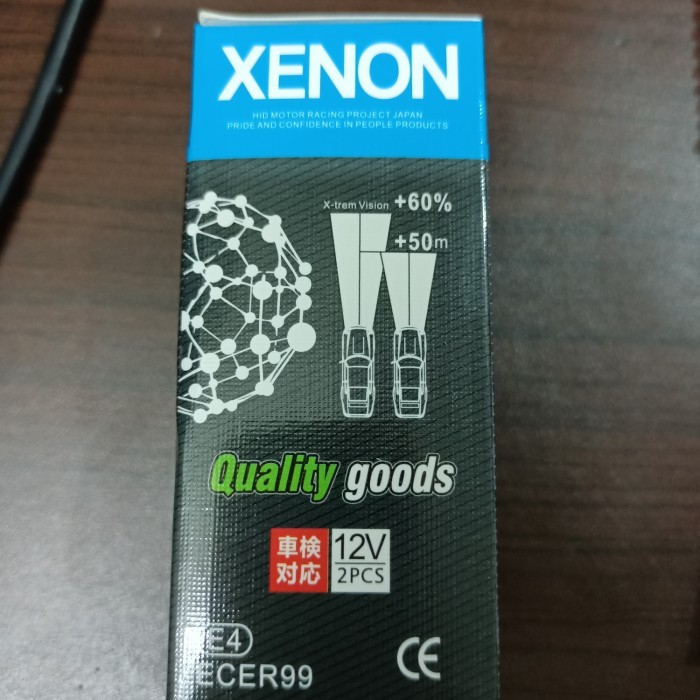 XENON
HID MOTOR RACING PROJECT JAPAN
PRIDE AND CONFIDENCE IN PEOPLE PRODUCTS
X-trem Vision +60%
+50m
Quality goods
車検
対応
12V
2PCS
E4
ECER99
CE